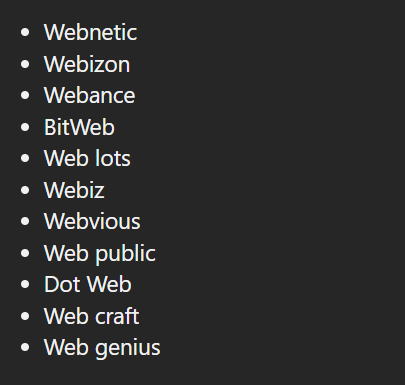 • Webnetic
• Webizon
• Webance
• BitWeb
• Web lots
• Webiz
• Webvious
• Web public
• Dot Web
• Web craft
• Web genius